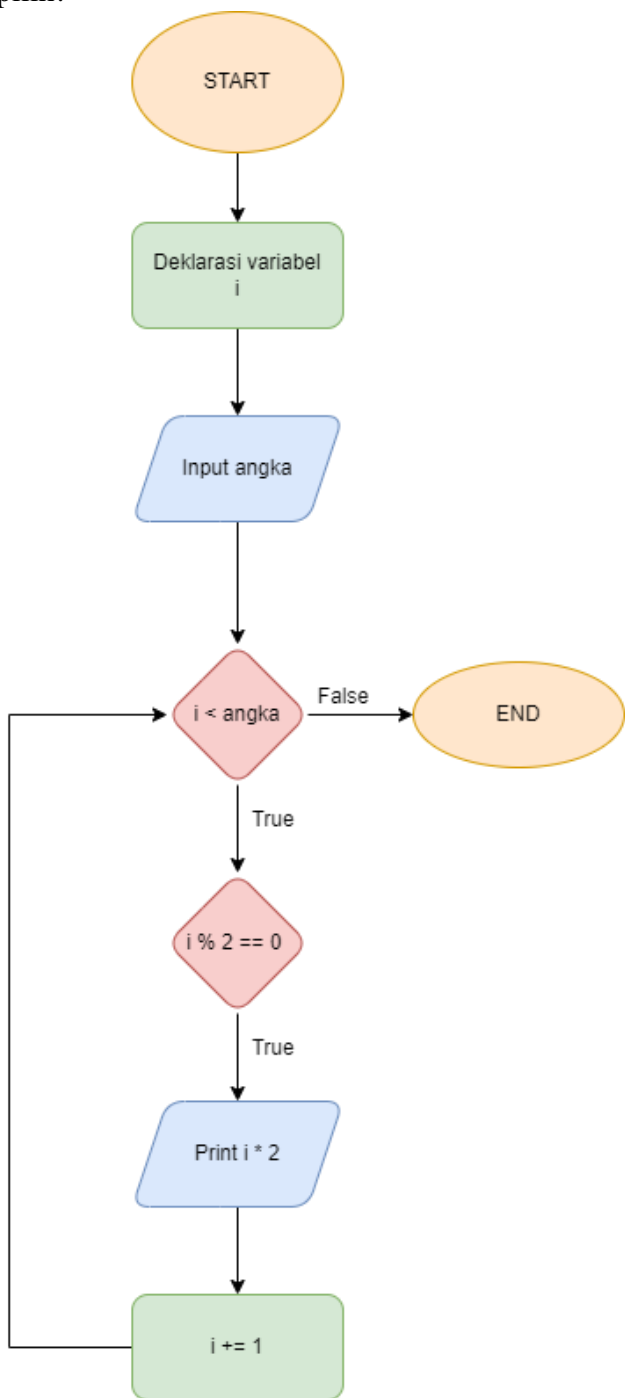 START
Deklarasi variabel
i
Input angka
i < angka
False
END
True
i % 2 == 0
True
Print i * 2
i += 1